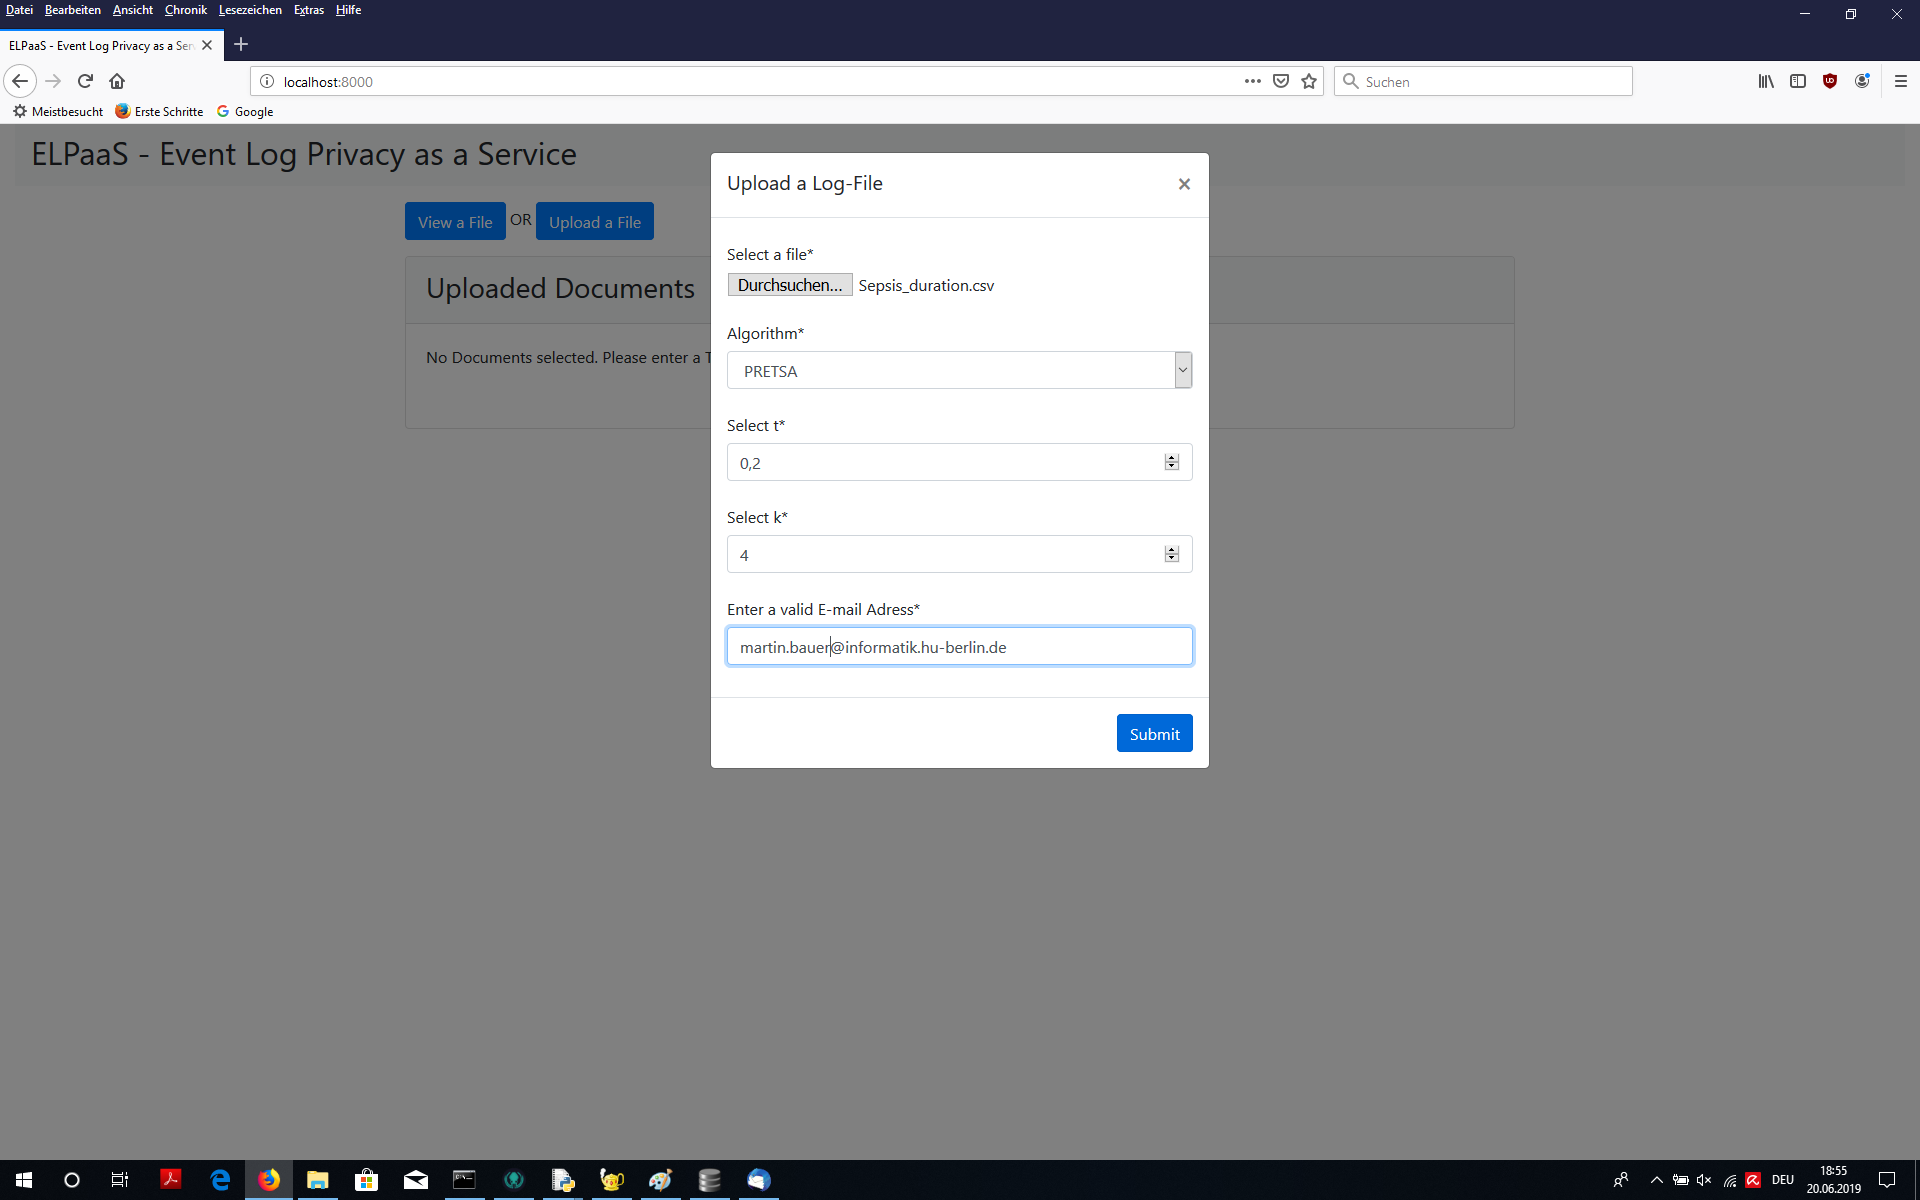 Datei Bearbeiten Ansicht Chronik Lesezeichen Extras Hilfe
ELPaaS - Event Log Privacy as a Ser
localhost:8000
Suchen
Meistbesucht Erste Schritte Google
ELPaaS - Event Log Privacy as a Service
View a File OR Upload a File
Uploaded Documents
No Documents selected. Please enter a T
Upload a Log-File
Select a file*
Durchsuchen... Sepsis_duration.csv
Algorithm*
PRETSA
Select t*
0,2
Select k*
4
Enter a valid E-mail Adress*
martin.bauer@informatik.hu-berlin.de
Submit
DEU
18:55
20.06.2019